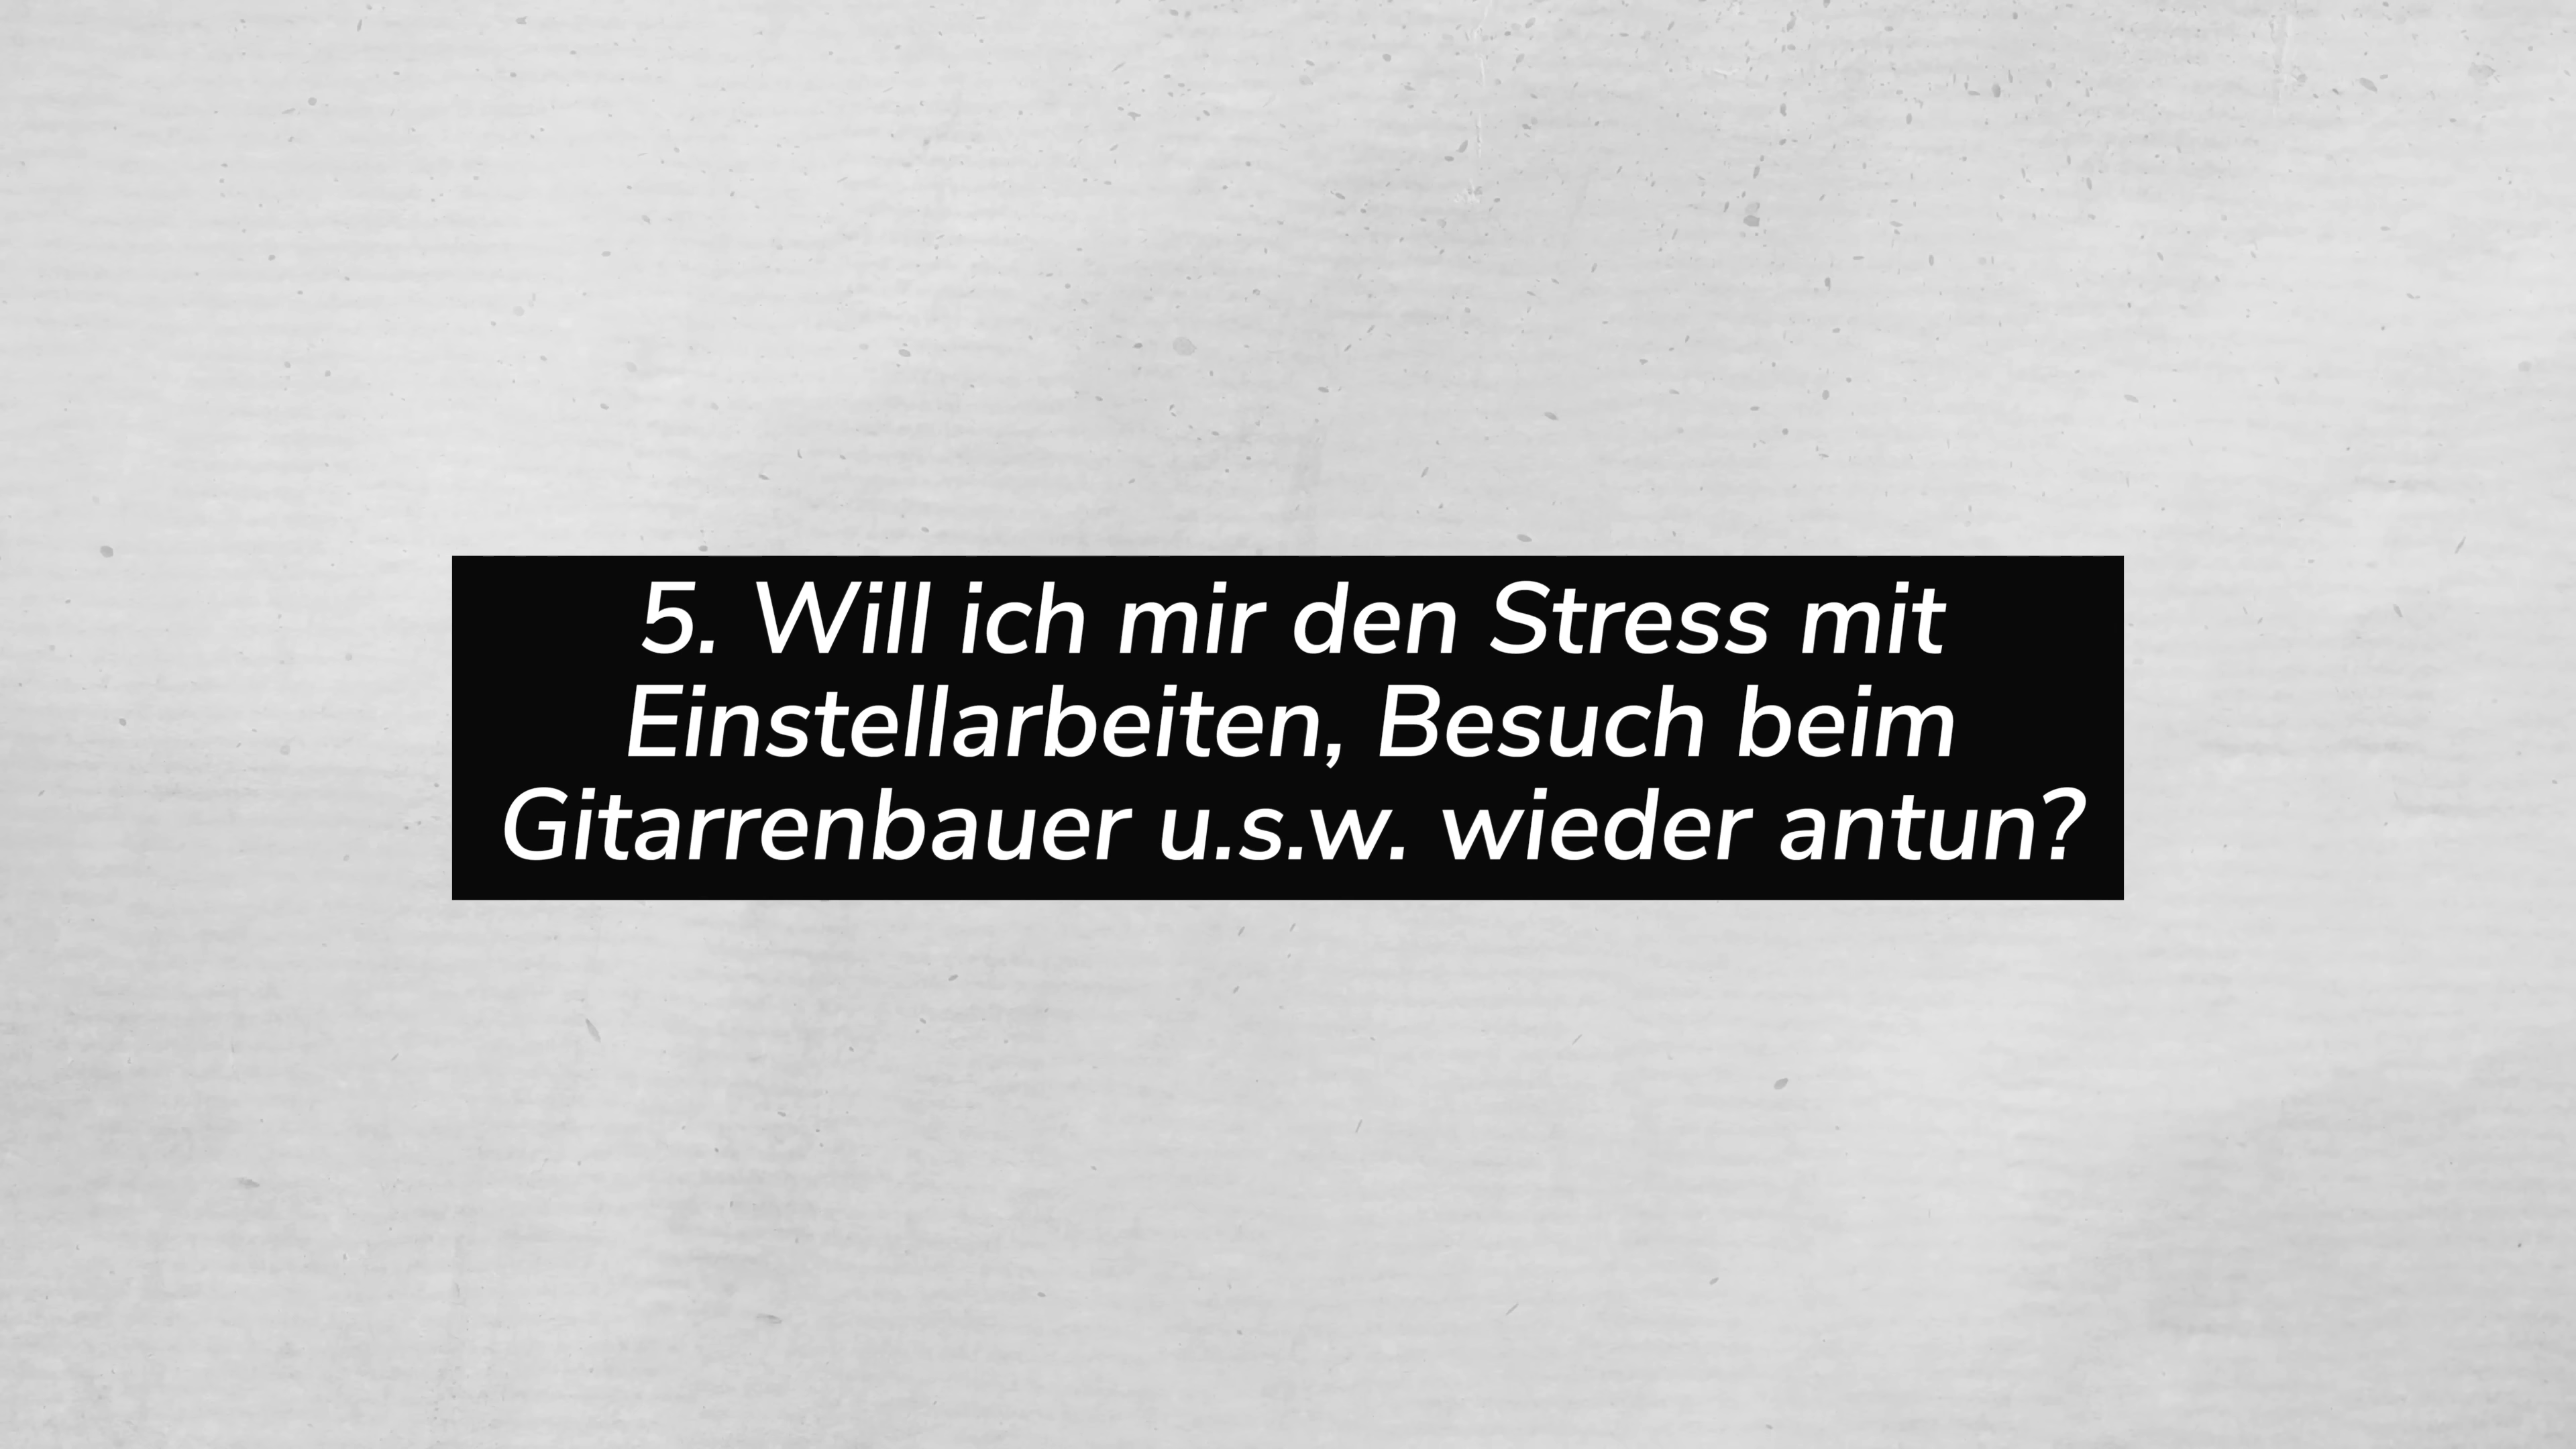 5. Will ich mir den Stress mit
Einstellarbeiten, Besuch beim
Gitarrenbauer u.s.w. wieder antun?